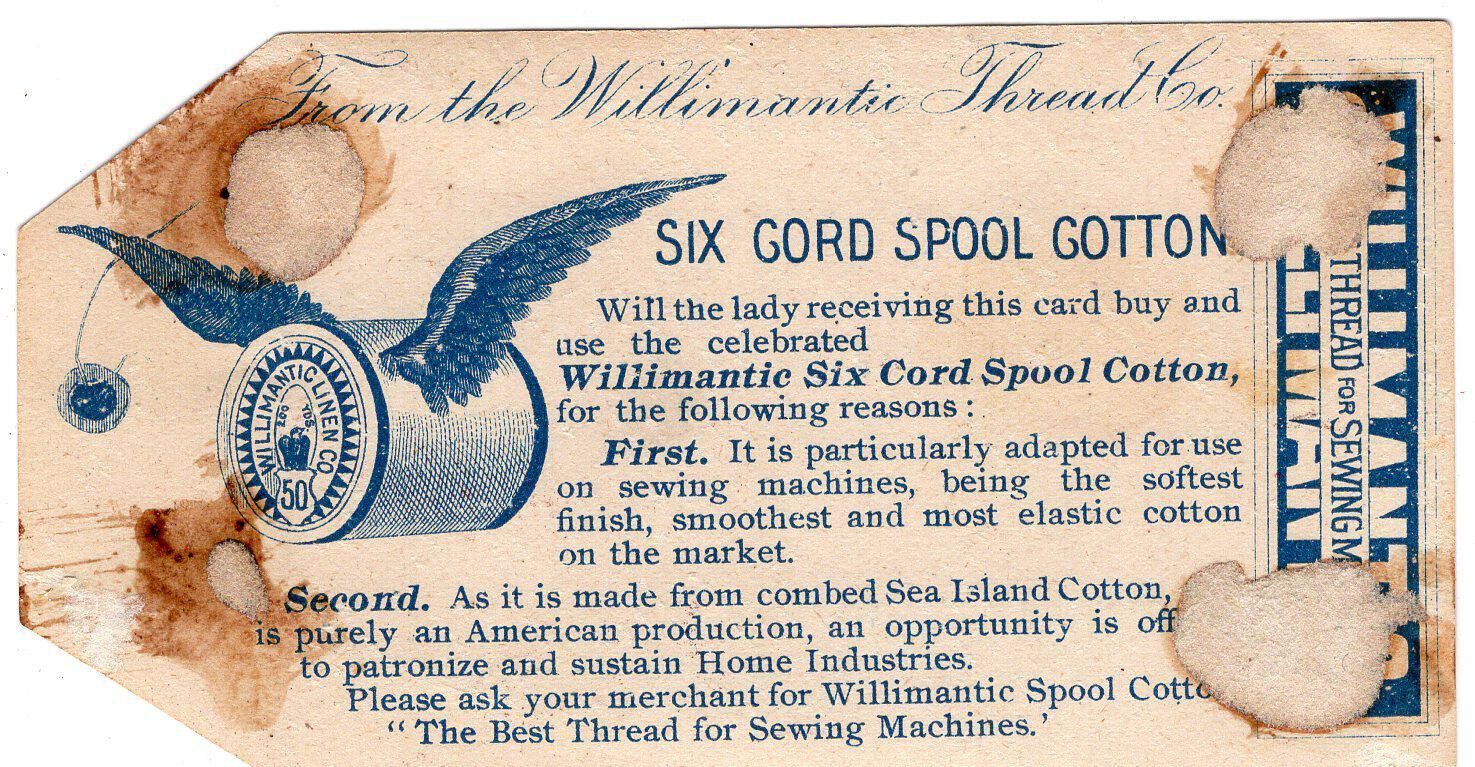 From the Willimantic Thread Co.
SIX CORD SPOOL COTTON
Will the lady receiving this card buy and
use the celebrated
Willimantic Six Cord Spool Cotton,
for the following reasons:
First. It is particularly adapted for use
on sewing machines, being the softest
finish, smoothest and most elastic cotton
on the market.
Second. As it is made from combed Sea Island Cotton,
is purely an American production, an opportunity is off
to patronize and sustain Home Industries.
Please ask your merchant for Willimantic Spool Cotto
"The Best Thread for Sewing Machines.'
WILLIMANTIC LINEN CO
200 YDS
50
THREAD FOR SEWING M